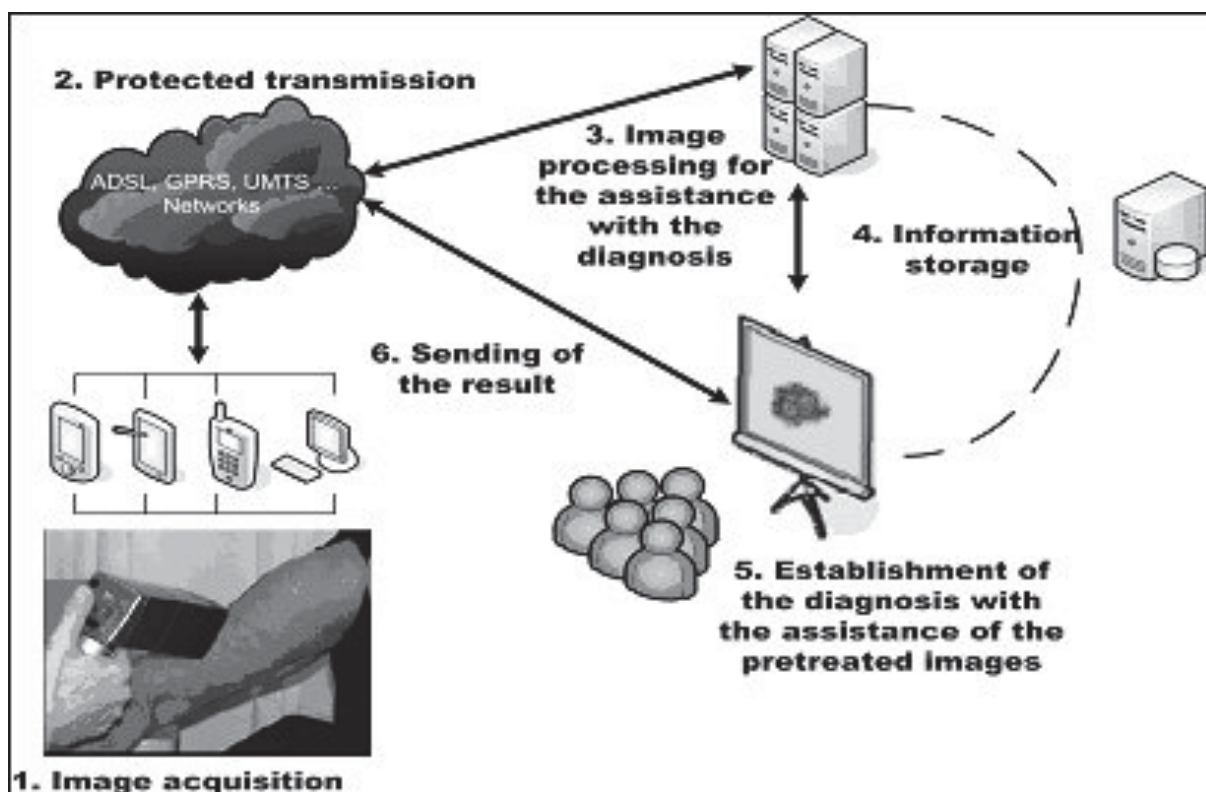 2. Protected transmission
ADSL, GPRS, UMTS ...
Networks
3. Image
processing for
the assistance
with the
diagnosis
4. Information
storage
6. Sending of
the result
5. Establishment of
the diagnosis with
the assistance of the
pretreated images
1. Image acquisition